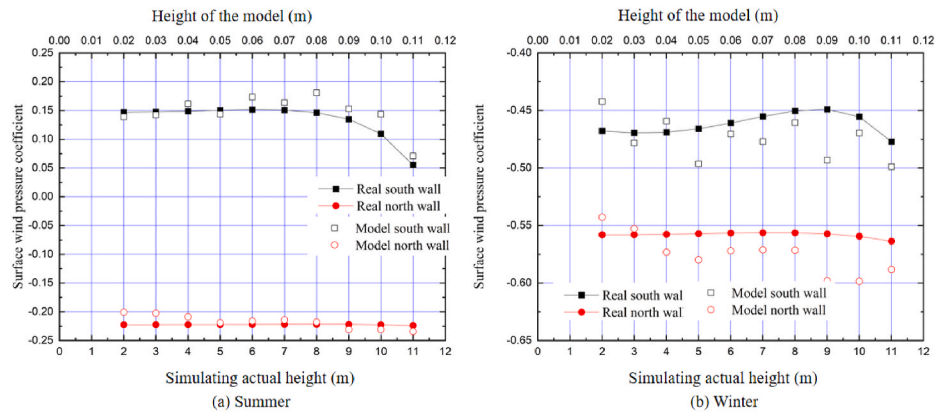 Height of the model (m)
0.00 0.01 0.02 0.03 0.04 0.05 0.06 0.07 0.08 0.09 0.10 0.11 0.12
0.25
0.20
0.15
0.10
0.05
0.00
-0.05
-0.10
-0.15
-0.20
-0.25
Surface wind pressure coefficient
Real south wall
Real north wall
Model south wall
Model north wall
0 1 2 3 4 5 6 7 8 9 10 11 12
Simulating actual height (m)
(a) Summer
Height of the model (m)
0.00 0.01 0.02 0.03 0.04 0.05 0.06 0.07 0.08 0.09 0.10 0.11 0.12
-0.40
-0.45
-0.50
-0.55
-0.60
-0.65
Surface wind pressure coefficient
Real south wall
Real north wall
Model south wall
Model north wall
0 1 2 3 4 5 6 7 8 9 10 11 12
Simulating actual height (m)
(b) Winter